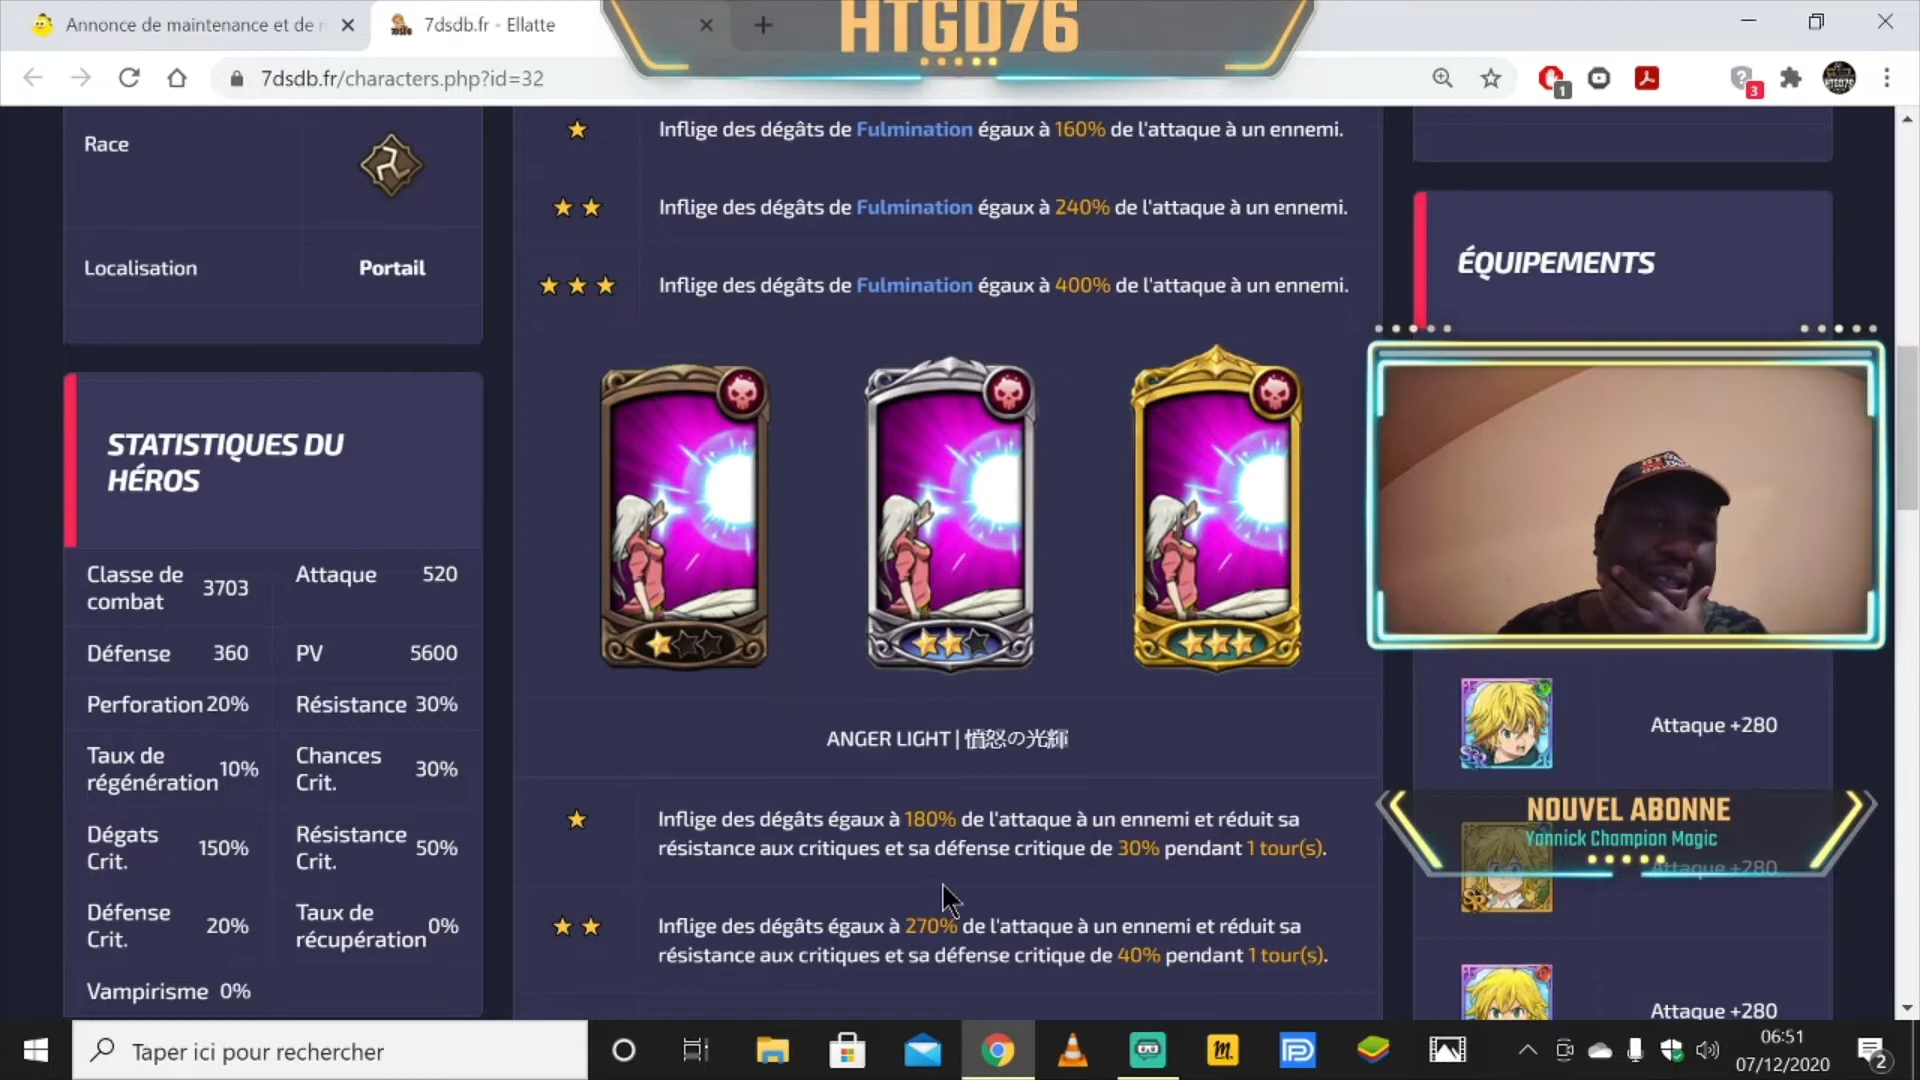 HTGD76
Annonce de maintenance et de
7dsdb.fr - Ellatte
7dsdb.fr/characters.php?id=32
1
3
Race
Localisation
Portail
STATISTIQUES DU
HÉROS
Classe de
combat
3703
Attaque
520
Défense
360
PV
5600
Perforation
20%
Résistance
30%
Taux de
régénération
10%
Chances
Crit.
30%
Dégats
Crit.
150%
Résistance
Crit.
50%
Défense
Crit.
20%
Taux de
récupération
0%
Vampirisme
0%
Inflige des dégâts de Fulmination égaux à 160% de l'attaque à un ennemi.
Inflige des dégâts de Fulmination égaux à 240% de l'attaque à un ennemi.
Inflige des dégâts de Fulmination égaux à 400% de l'attaque à un ennemi.
ANGER LIGHT | 憤怒の光輝
Inflige des dégâts égaux à 180% de l'attaque à un ennemi et réduit sa
résistance aux critiques et sa défense critique de 30% pendant 1 tour(s).
Inflige des dégâts égaux à 270% de l'attaque à un ennemi et réduit sa
résistance aux critiques et sa défense critique de 40% pendant 1 tour(s).
ÉQUIPEMENTS
SR
Attaque +280
NOUVEL ABONNE
Yannick Champion Magic
SR
Attaque +280
Attaque +280
Taper ici pour rechercher
06:51
07/12/2020
2